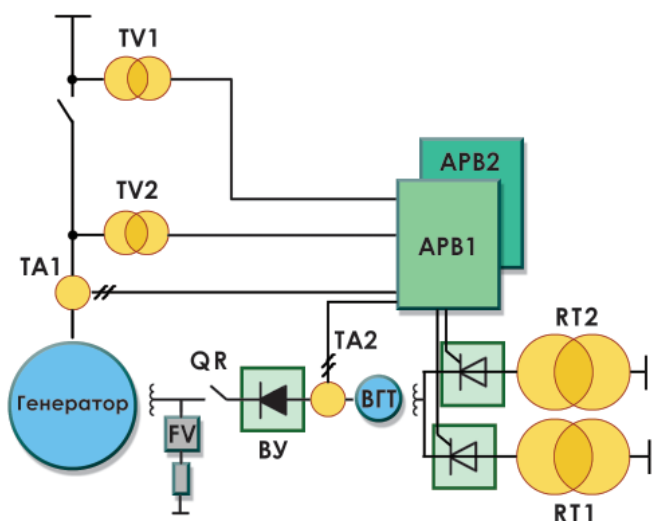 TV1
АРВ2
TV2
АРВ1
TA1
TA2
RT2
QR
Генератор
ВГТ
FV
ВУ
RT1